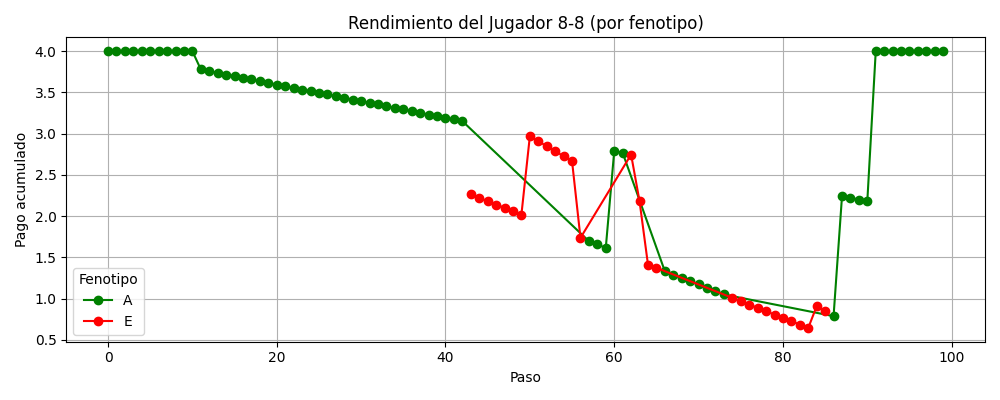 Rendimiento del Jugador 8-8 (por fenotipo)
Pago acumulado
4.0
3.5
3.0
2.5
2.0
1.5
1.0
0.5
Fenotipo
A
E
0
20
40
60
80
100
Paso